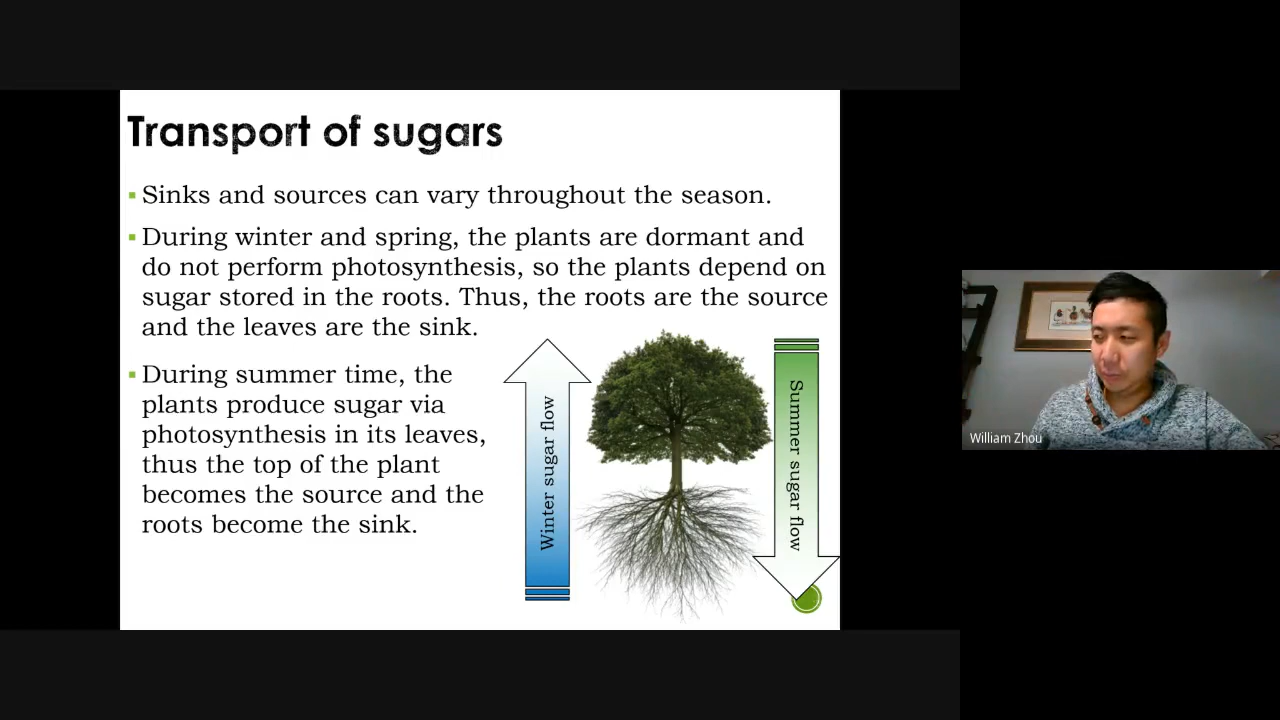 Transport of sugars
Sinks and sources can vary throughout the season.
During winter and spring, the plants are dormant and
do not perform photosynthesis, so the plants depend on
sugar stored in the roots. Thus, the roots are the source
and the leaves are the sink.
During summer time, the
plants produce sugar via
photosynthesis in its leaves,
thus the top of the plant
becomes the source and the
roots become the sink.
Winter sugar flow
Summer sugar flow
William Zhou